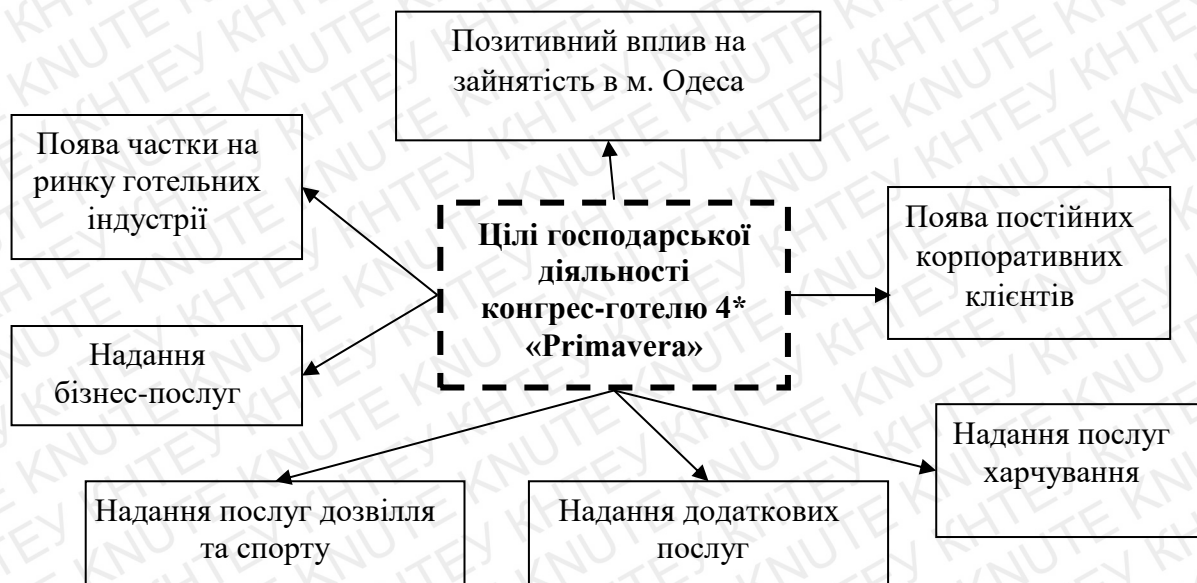 Позитивний вплив на
зайнятість в м. Одеса
Поява частки на
ринку готельних
індустрії
Цілі господарської
діяльності
конгрес-готелю 4*
«Primavera»
Поява постійних
корпоративних
клієнтів
Надання
бізнес-послуг
Надання послуг
харчування
Надання послуг дозвілля
та спорту
Надання додаткових
послуг